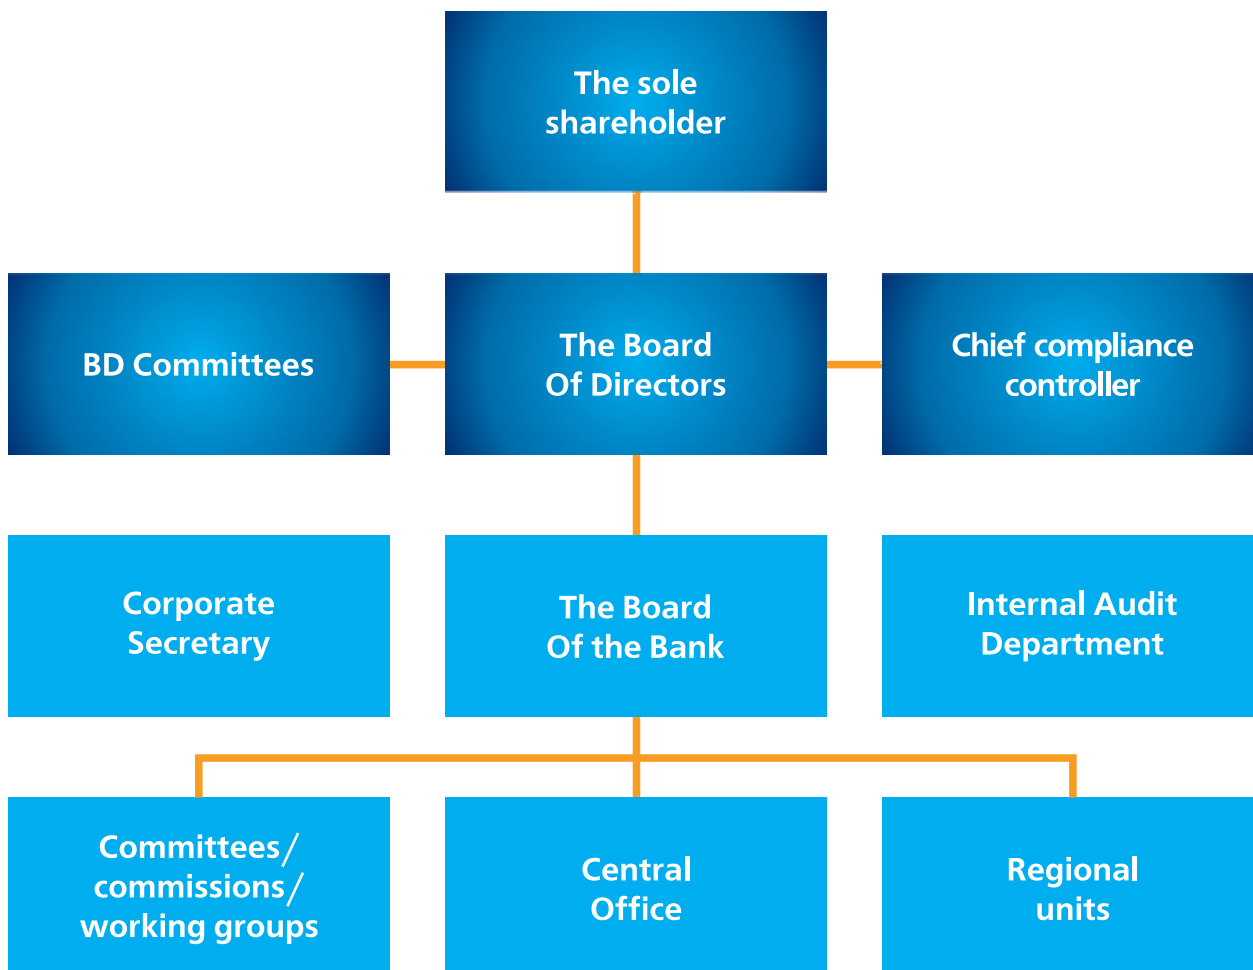 The sole
shareholder
BD Committees
The Board
Of Directors
Chief compliance
controller
Corporate
Secretary
The Board
Of the Bank
Internal Audit
Department
Committees/
commissions/
working groups
Central
Office
Regional
units